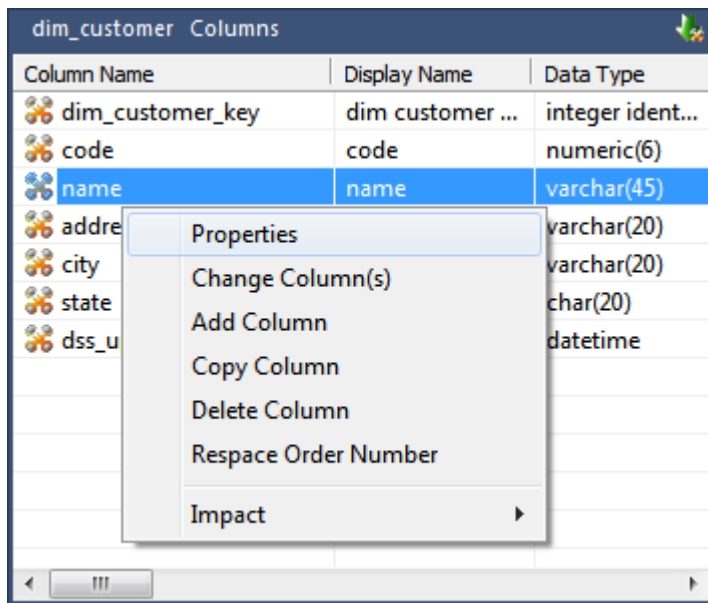 dim_customer Columns
Column Name Display Name Data Type
dim_customer_key dim customer ... integer ident...
code code numeric(6)
name name varchar(45)
addre varchar(20)
city varchar(20)
state char(20)
dss_u datetime
Properties
Change Column(s)
Add Column
Copy Column
Delete Column
Respace Order Number
Impact